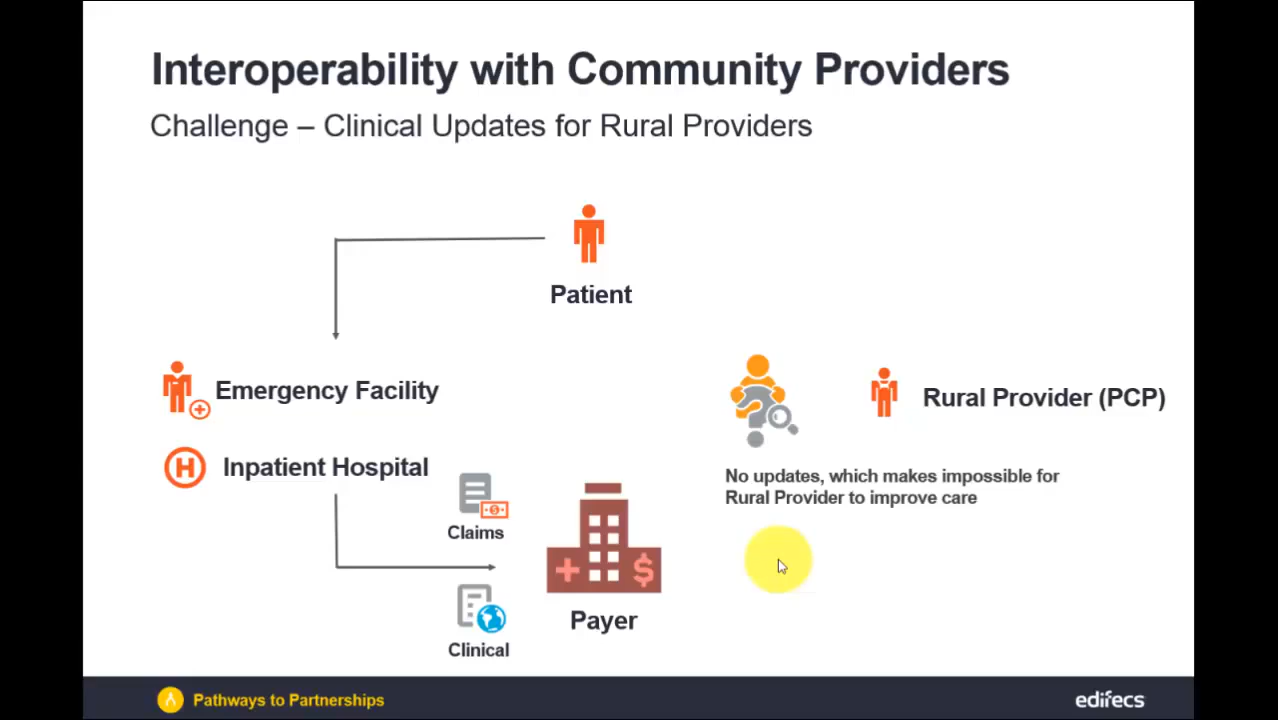 Interoperability with Community Providers
Challenge – Clinical Updates for Rural Providers
Patient
Emergency Facility
Rural Provider (PCP)
H Inpatient Hospital
No updates, which makes impossible for
Rural Provider to improve care
Claims
$
Clinical
Payer
Pathways to Partnerships
edifecs